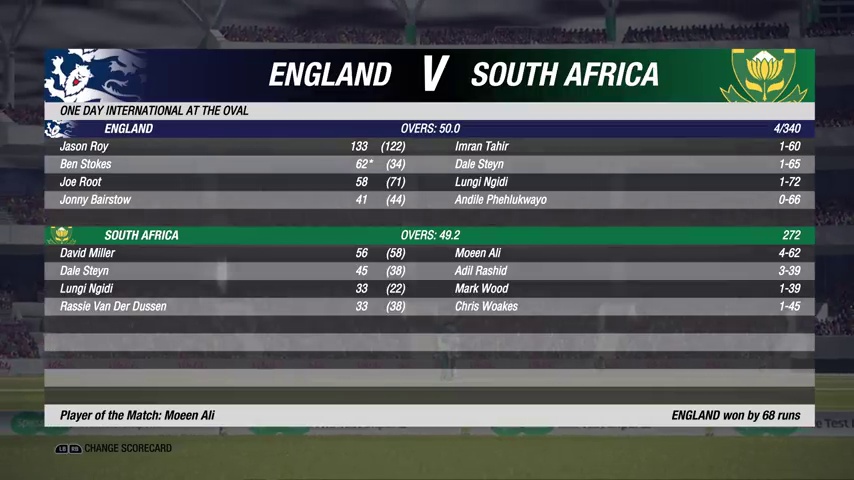 ENGLAND V SOUTH AFRICA
ONE DAY INTERNATIONAL AT THE OVAL
ENGLAND OVERS: 50.0 4/340
Jason Roy 133 (122) Imran Tahir 1-60
Ben Stokes 62* (34) Dale Steyn 1-65
Joe Root 58 (71) Lungi Ngidi 1-72
Jonny Bairstow 41 (44) Andile Phehlukwayo 0-66
SOUTH AFRICA OVERS: 49.2 272
David Miller 56 (58) Moeen Ali 4-62
Dale Steyn 45 (38) Adil Rashid 3-39
Lungi Ngidi 33 (22) Mark Wood 1-39
Rassie Van Der Dussen 33 (38) Chris Woakes 1-45
Player of the Match: Moeen Ali ENGLAND won by 68 runs
LB RB CHANGE SCORECARD